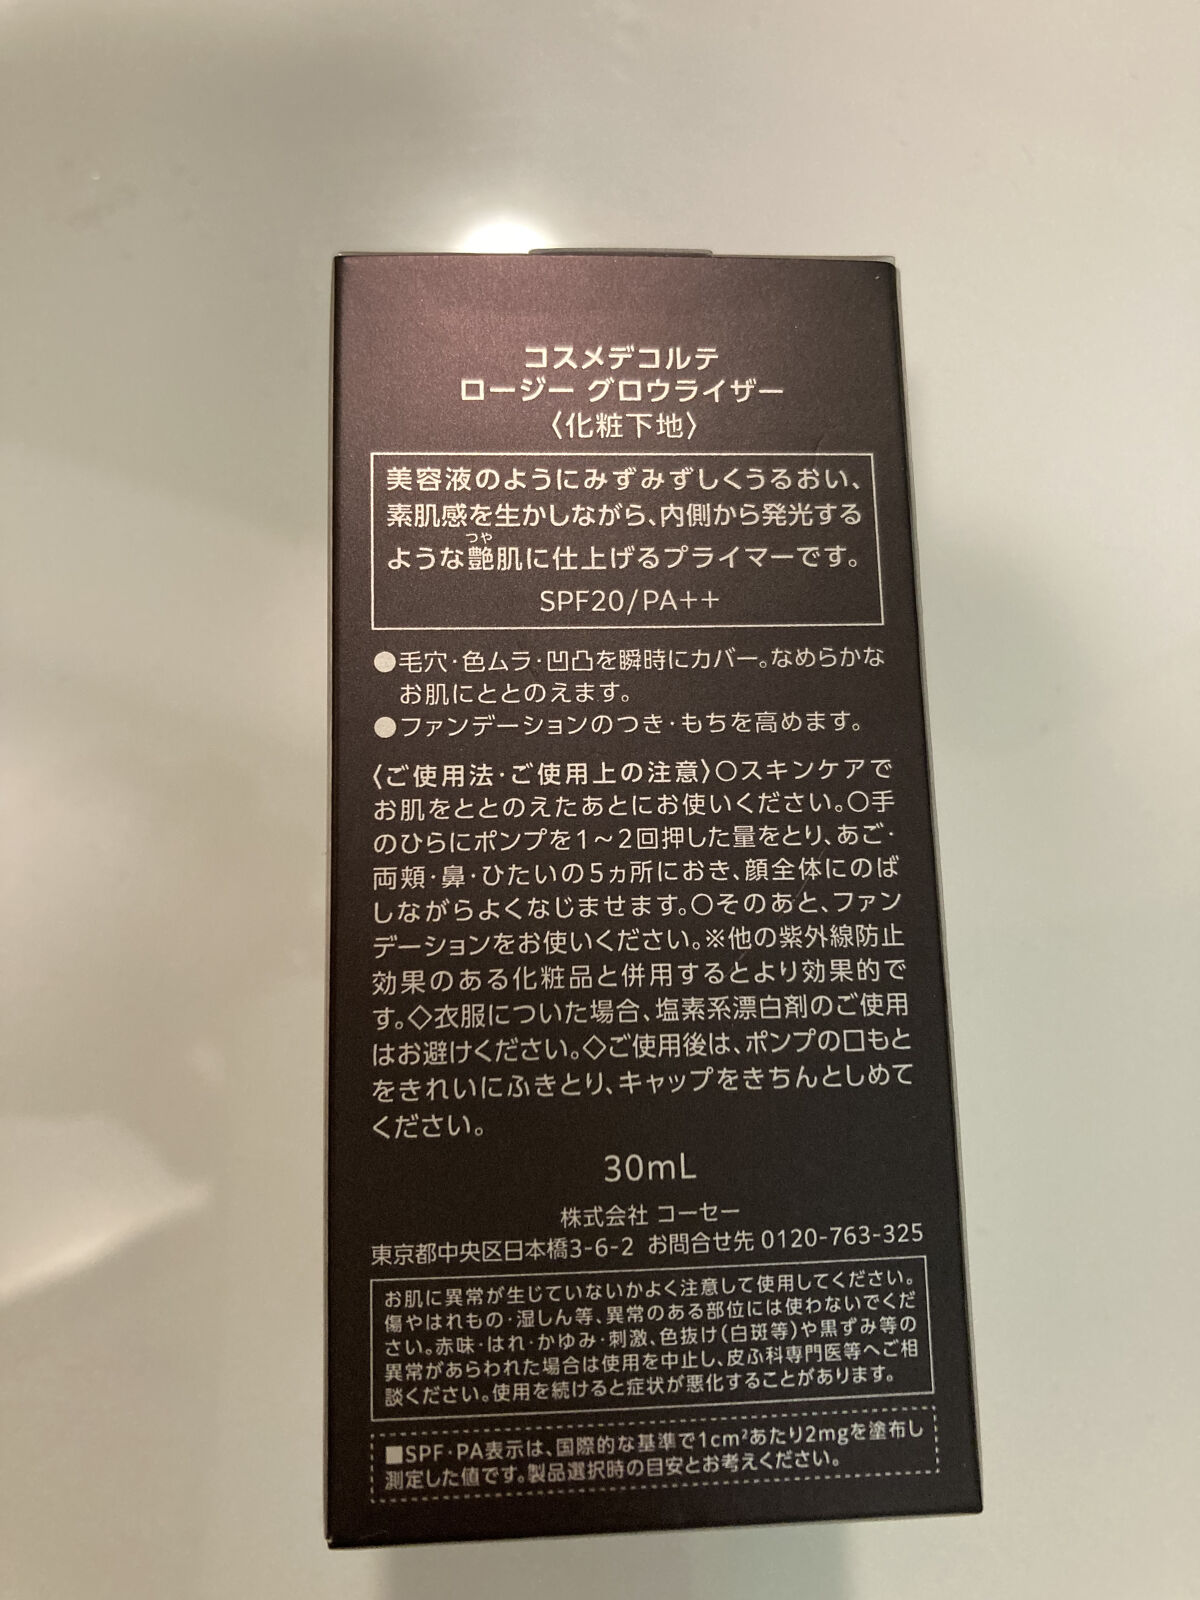 コスメデコルテ
ロージー グロウライザー
〈化粧下地〉
美容液のようにみずみずしくうるおい、
素肌感を生かしながら、内側から発光する
ような艶肌に仕上げるプライマーです。
つや
SPF20/PA++
●毛穴・色ムラ・凹凸を瞬時にカバー。なめらかな
お肌にととのえます。
●ファンデーションのつき・もちを高めます。
〈ご使用法・ご使用上の注意〉○スキンケアで
お肌をととのえたあとにお使いください。○手
のひらにポンプを1～2回押した量をとり、あご・
両頬・鼻・ひたいの5ヵ所におき、顔全体にのば
しながらよくなじませます。○そのあと、ファン
デーションをお使いください。※他の紫外線防止
効果のある化粧品と併用するとより効果的で
す。◇衣服についた場合、塩素系漂白剤のご使用
はお避けください。◇ご使用後は、ポンプの口もと
をきれいにふきとり、キャップをきちんとしめて
ください。
30mL
株式会社 コーセー
東京都中央区日本橋3-6-2 お問合せ先 0120-763-325
お肌に異常が生じていないかよく注意して使用してください。
傷やはれもの・湿しん等、異常のある部位には使わないでくだ
さい。赤味・はれ・かゆみ・刺激、色抜け(白斑等)や黒ずみ等の
異常があらわれた場合は使用を中止し、皮ふ科専門医等へご相
談ください。使用を続けると症状が悪化することがあります。
■SPF・PA表示は、国際的な基準で1cm²あたり2mgを塗布し
測定した値です。製品選択時の目安とお考えください。